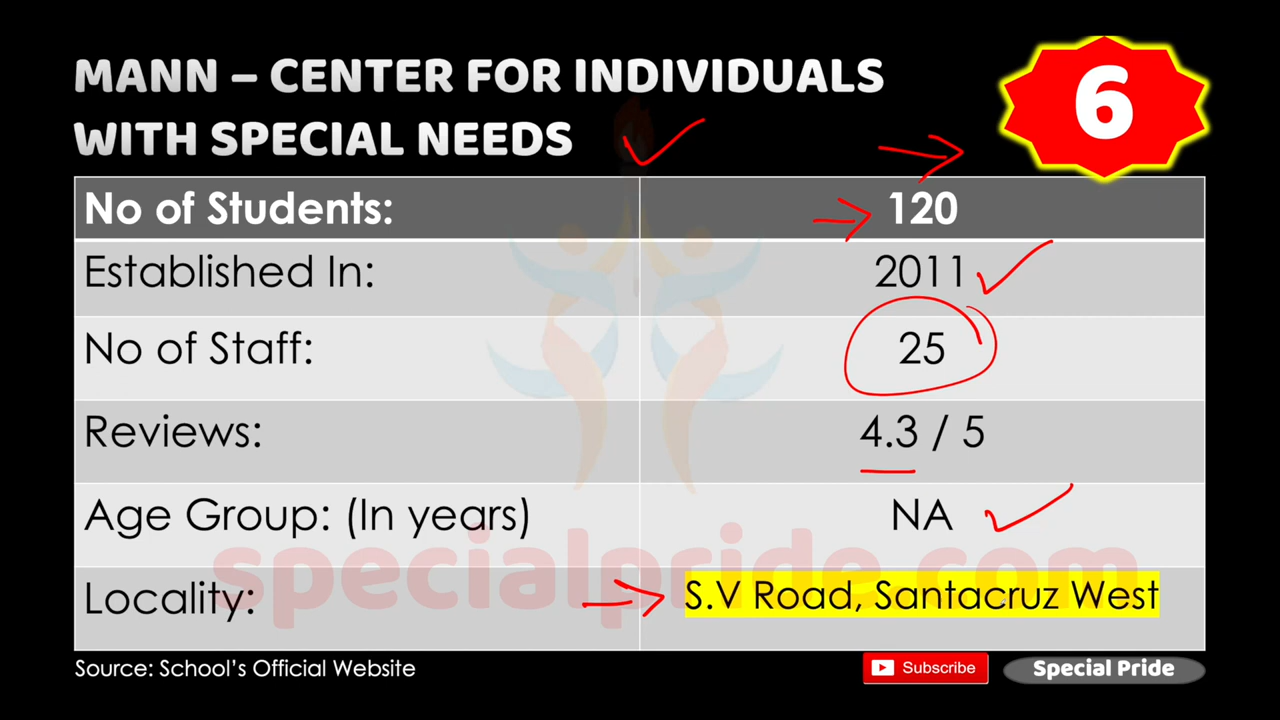 MANN – CENTER FOR INDIVIDUALS
WITH SPECIAL NEEDS
6
No of Students: 120
Established In: 2011
No of Staff: 25
Reviews: 4.3 / 5
Age Group: (In years) NA
specialpride.com
Locality: S.V Road, Santacruz West
Source: School's Official Website
Subscribe
Special Pride